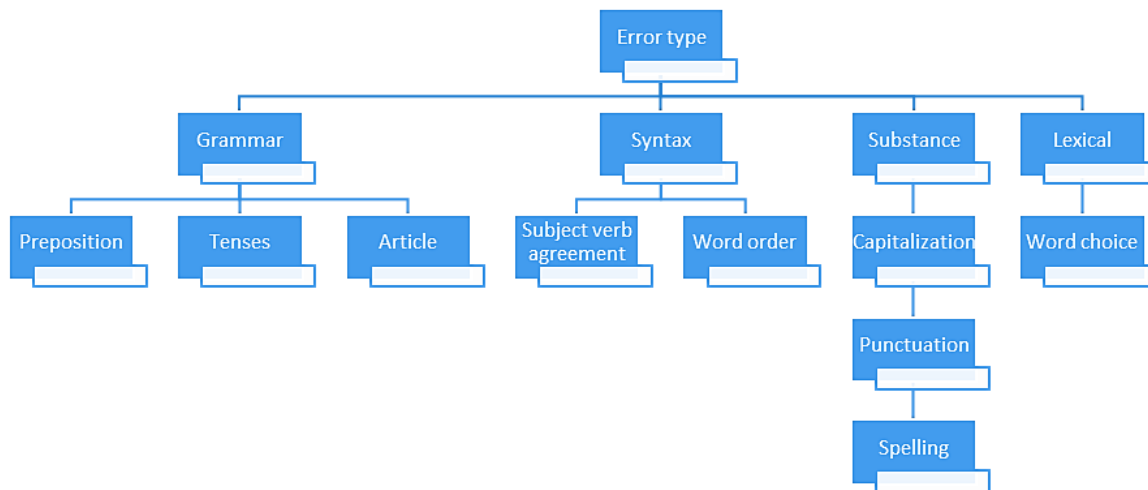 Error type
Grammar
Syntax
Substance
Lexical
Preposition
Tenses
Article
Subject verb
agreement
Word order
Capitalization
Word choice
Punctuation
Spelling